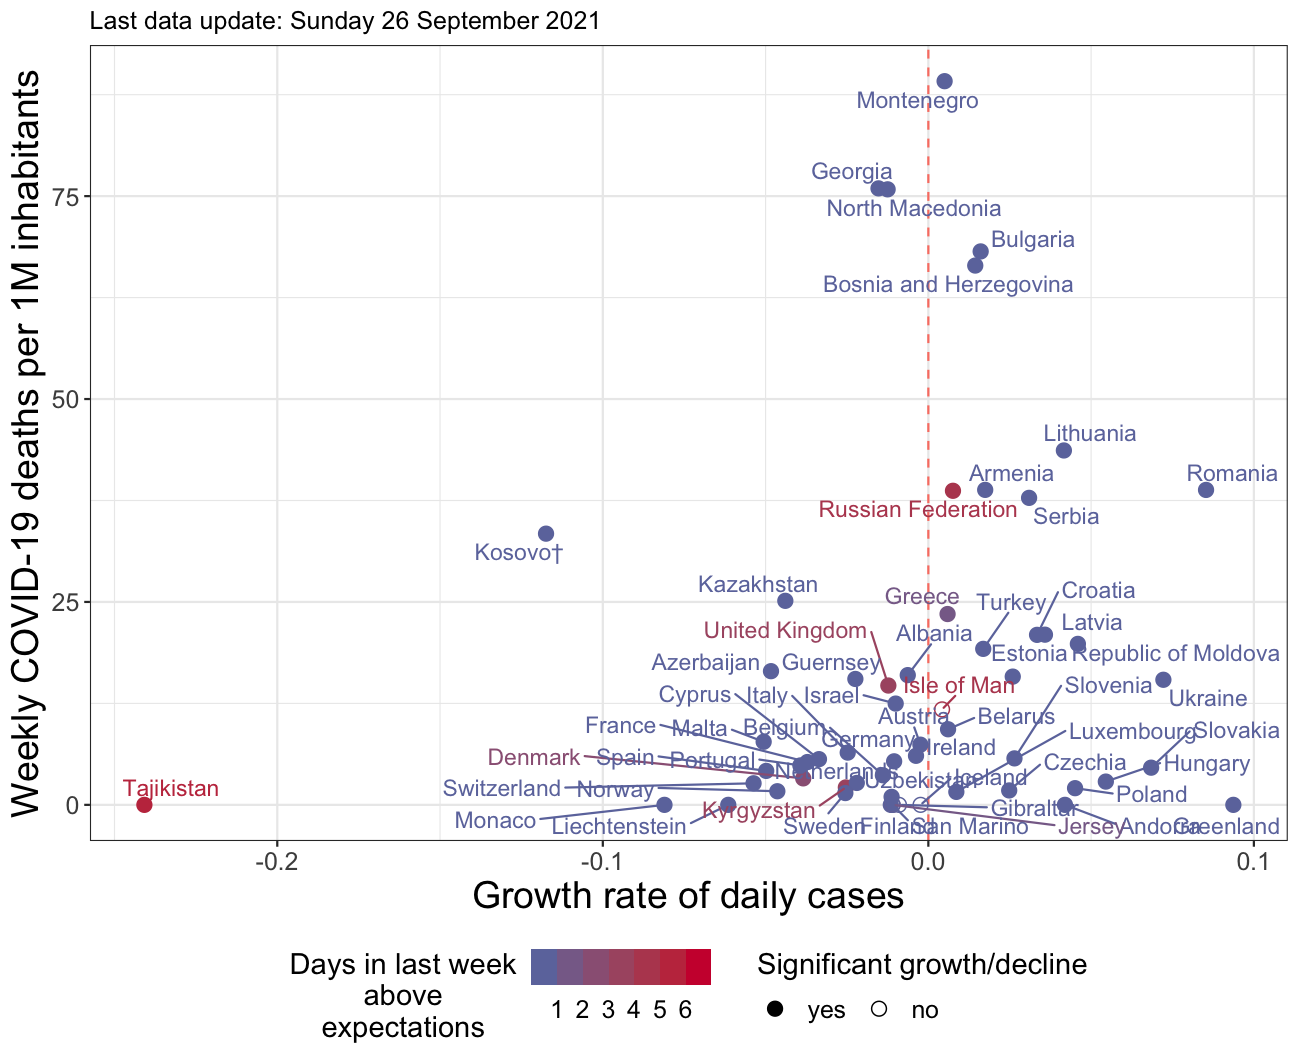 Last data update: Sunday 26 September 2021
Weekly COVID-19 deaths per 1M inhabitants
75
50
25
0
Montenegro
Georgia
North Macedonia
Bulgaria
Bosnia and Herzegovina
Lithuania
Armenia
Romania
Russian Federation
Serbia
Kosovo†
Kazakhstan
Greece
Turkey
Croatia
United Kingdom
Albania
Latvia
Azerbaijan
Guernsey
Estonia
Republic of Moldova
Cyprus
Italy
Israel
Isle of Man
Slovenia
Ukraine
France
Malta
Belgium
Austria
Belarus
Luxembourg
Slovakia
Germany
Ireland
Denmark
Spain
Portugal
Netherlands
Czechia
Hungary
Tajikistan
Switzerland
Norway
Uzbekistan
Iceland
Poland
Kyrgyzstan
Gibraltar
Monaco
Liechtenstein
Sweden
Finland
San Marino
Jersey
Andorra
Greenland
-0.2
-0.1
0.0
0.1
Growth rate of daily cases
Days in last week
above
expectations
1 2 3 4 5 6
Significant growth/decline
yes
no